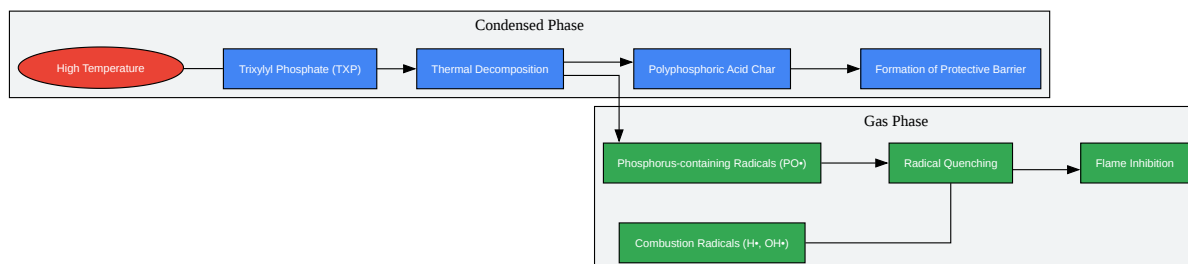 Condensed Phase
High Temperature
Trixylyl Phosphate (TXP)
Thermal Decomposition
Polyphosphoric Acid Char
Formation of Protective Barrier
Gas Phase
Phosphorus-containing Radicals (PO•)
Radical Quenching
Flame Inhibition
Combustion Radicals (H•, OH•)